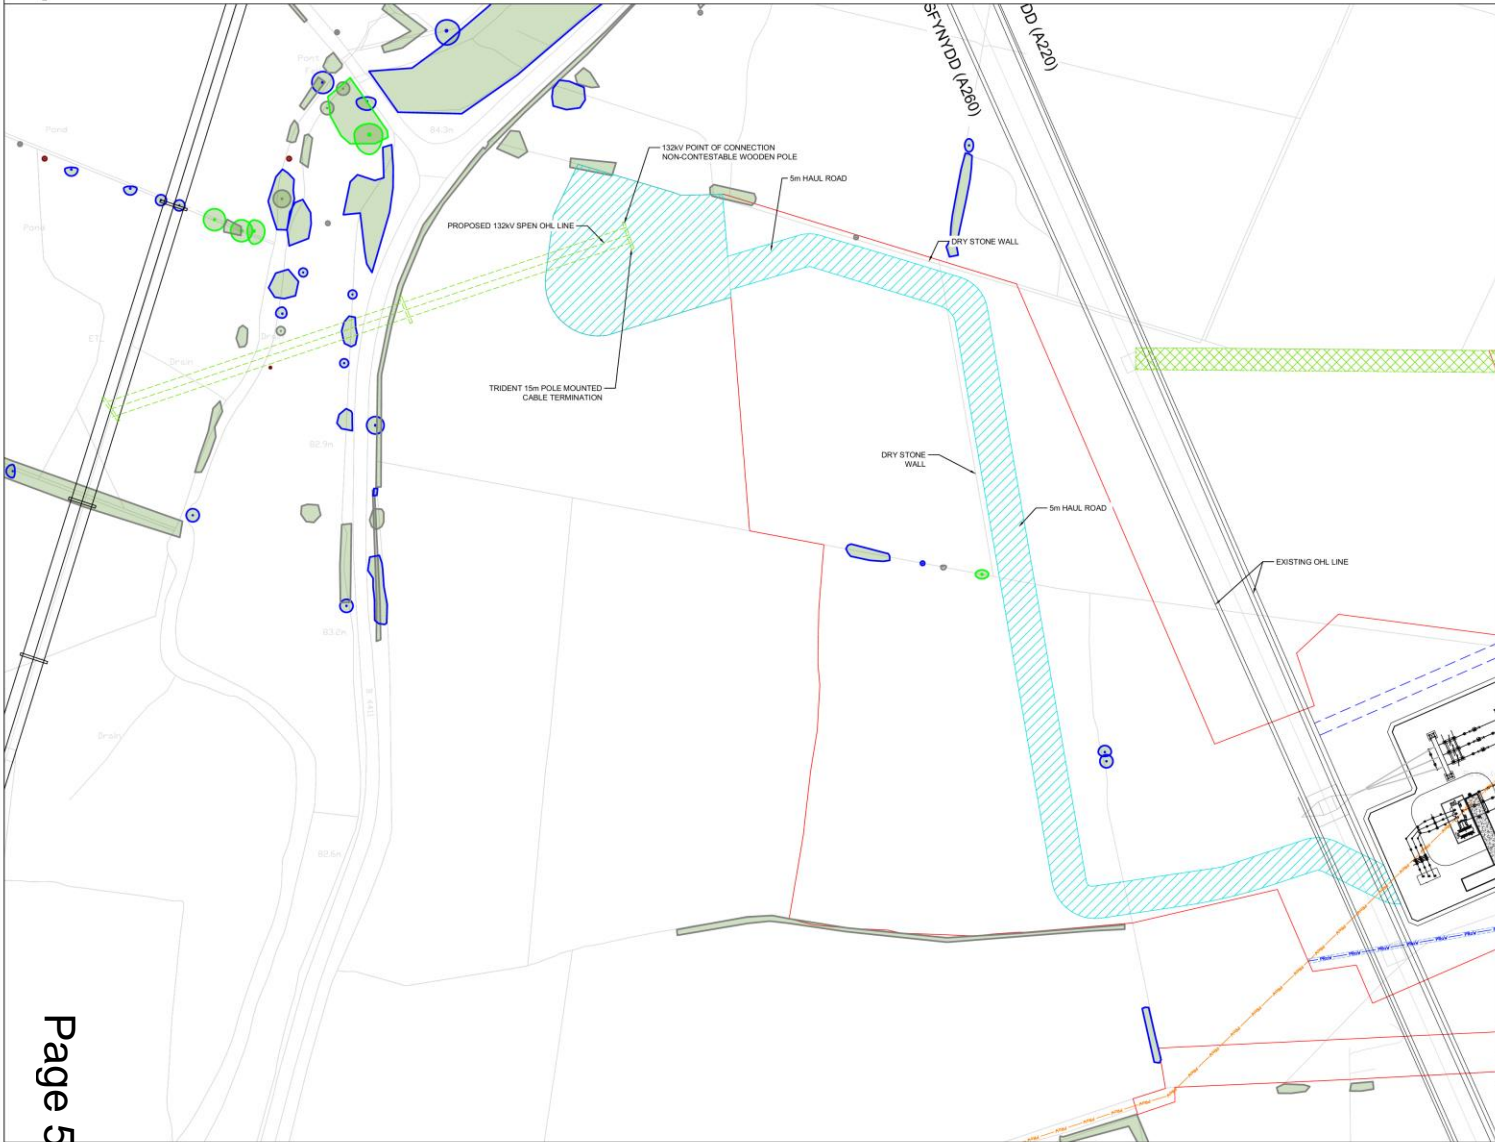 SFYNYDD (A260)
DD (A220)
Pond
84.3m
132kV POINT OF CONNECTION
NON-CONTESTABLE WOODEN POLE
5m HAUL ROAD
PROPOSED 132kV SPEN OHL LINE
DRY STONE WALL
Drain
TRIDENT 15m POLE MOUNTED
CABLE TERMINATION
82.9m
DRY STONE
WALL
5m HAUL ROAD
EXISTING OHL LINE
83.2m
Drain
82.6m
Page 5